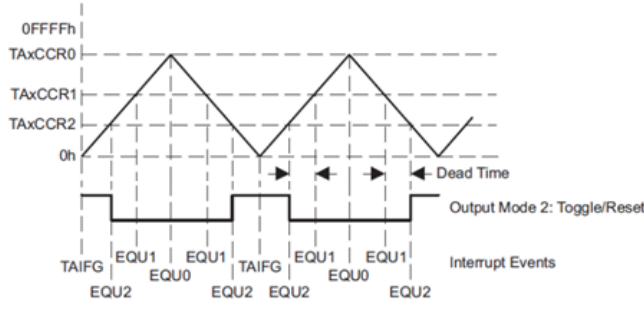 0FFFFh
TAxCCR0
TAxCCR1
TAxCCR2
0h
Dead Time
Output Mode 2: Toggle/Reset
TAIFG EQU1 EQU1 TAIFG EQU1 EQU1 Interrupt Events
EQU2 EQU0 EQU2 EQU2 EQU0 EQU2